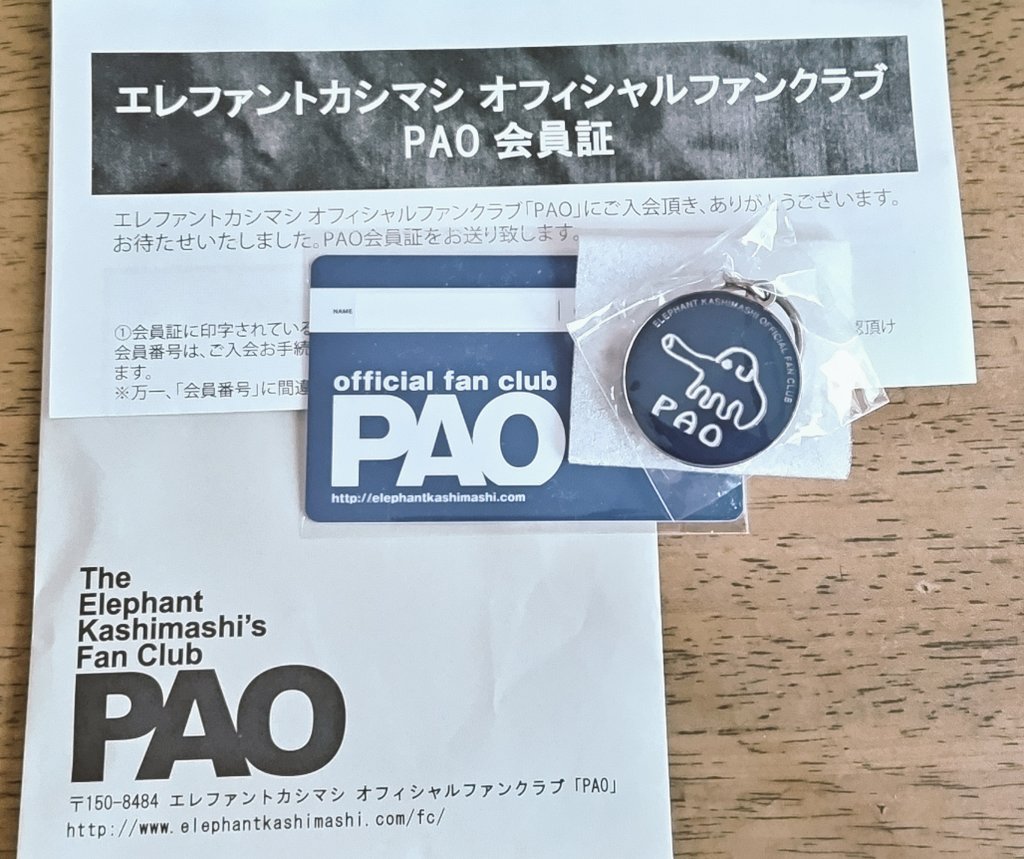 エレファントカシマシ オフィシャルファンクラブ
PAO 会員証
エレファントカシマシ オフィシャルファンクラブ「PAO」にご入会頂き、ありがとうございます。
お待たせいたしました。PAO会員証をお送り致します。
①会員証に印字されている
会員番号は、ご入会お手続
認頂け
ます。
※万一、「会員番号」に間違
NAME
official fan club
PAO
http://elephantkashimashi.com
ELEPHANT KASHIMASHI OFFICIAL FAN CLUB
PAO
The
Elephant
Kashimashi's
Fan Club
PAO
〒150-8484 エレファントカシマシ オフィシャルファンクラブ「PAO」
http://www.elephantkashimashi.com/fc/